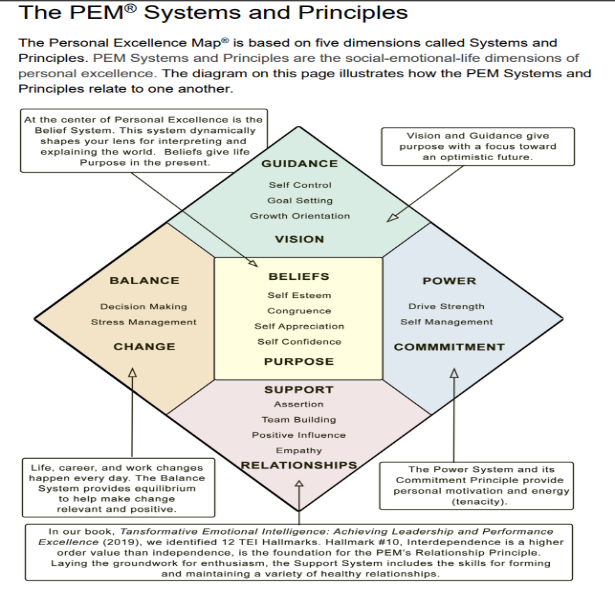 The PEM® Systems and Principles
The Personal Excellence Map® is based on five dimensions called Systems and
Principles. PEM Systems and Principles are the social-emotional-life dimensions of
personal excellence. The diagram on this page illustrates how the PEM Systems and
Principles relate to one another.
At the center of Personal Excellence is the
Belief System. This system dynamically
shapes your lens for interpreting and
explaining the world. Beliefs give life
Purpose in the present.
Vision and Guidance give
purpose with a focus toward
an optimistic future.
GUIDANCE
Self Control
Goal Setting
Growth Orientation
VISION
BALANCE
Decision Making
Stress Management
CHANGE
BELIEFS
Self Esteem
Congruence
Self Appreciation
Self Confidence
PURPOSE
POWER
Drive Strength
Self Management
COMMMITMENT
SUPPORT
Assertion
Team Building
Positive Influence
Empathy
RELATIONSHIPS
Life, career, and work changes
happen every day. The Balance
System provides equilibrium
to help make change
relevant and positive.
The Power System and its
Commitment Principle provide
personal motivation and energy
(tenacity).
In our book, Tansformative Emotional Intelligence: Achieving Leadership and Performance
Excellence (2019), we identified 12 TEI Hallmarks. Hallmark #10, Interdependence is a higher
order value than independence, is the foundation for the PEM's Relationship Principle.
Laying the groundwork for enthusiasm, the Support System includes the skills for forming
and maintaining a variety of healthy relationships.